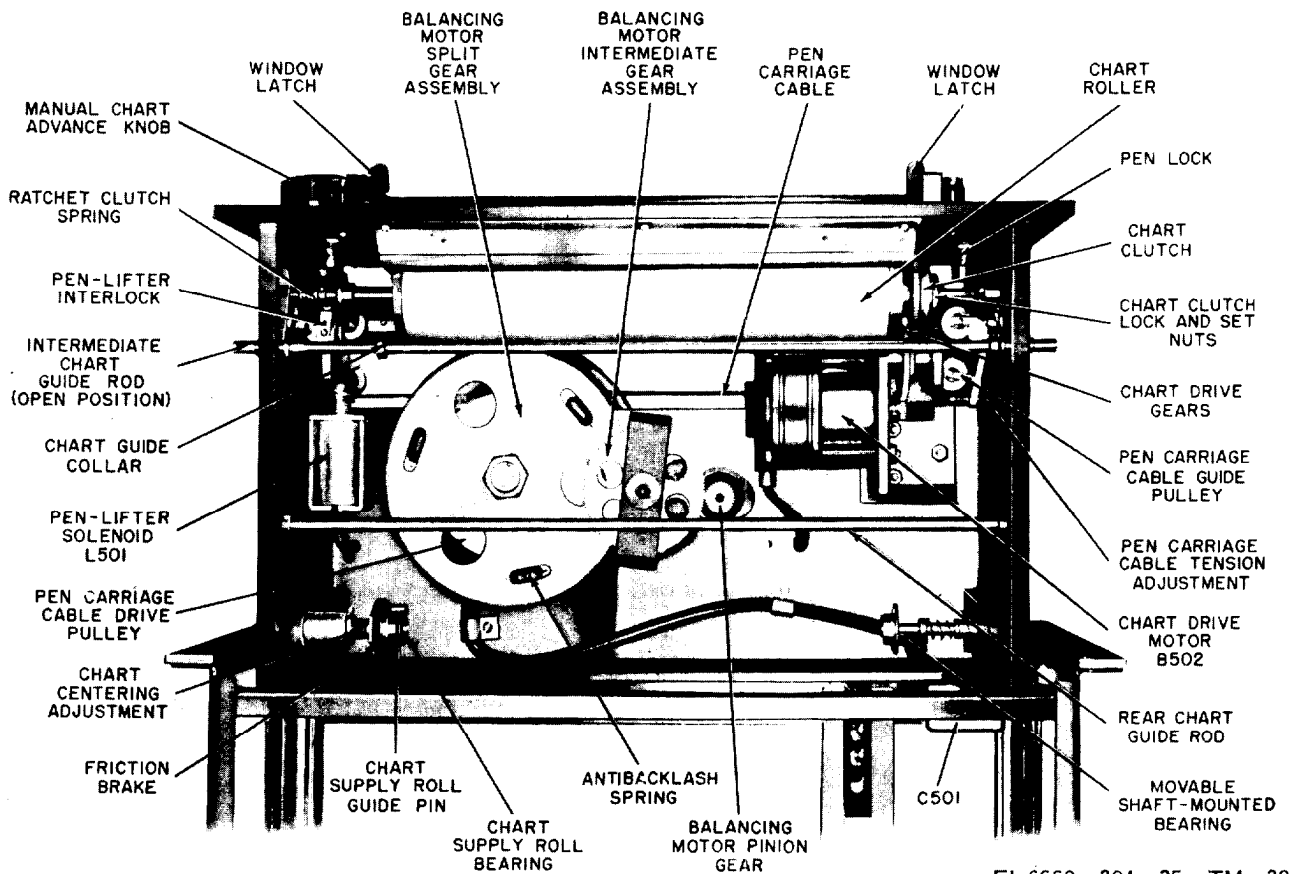 BALANCING
MOTOR
SPLIT
GEAR
ASSEMBLY
BALANCING
MOTOR
INTERMEDIATE
GEAR
ASSEMBLY
PEN
CARRIAGE
CABLE
WINDOW
LATCH
WINDOW
LATCH
CHART
ROLLER
MANUAL CHART
ADVANCE KNOB
RATCHET CLUTCH
SPRING
PEN-LIFTER
INTERLOCK
INTERMEDIATE
CHART
GUIDE ROD
(OPEN POSITION)
CHART GUIDE
COLLAR
PEN-LIFTER
SOLENOID
L501
PEN CARRIAGE
CABLE DRIVE
PULLEY
CHART
CENTERING
ADJUSTMENT
FRICTION
BRAKE
CHART
SUPPLY ROLL
GUIDE PIN
CHART
SUPPLY ROLL
BEARING
ANTIBACKLASH
SPRING
BALANCING
MOTOR PINION
GEAR
C501
PEN LOCK
CHART
CLUTCH
CHART CLUTCH
LOCK AND SET
NUTS
CHART DRIVE
GEARS
PEN CARRIAGE
CABLE GUIDE
PULLEY
PEN CARRIAGE
CABLE TENSION
ADJUSTMENT
CHART DRIVE
MOTOR
B502
REAR CHART
GUIDE ROD
MOVABLE
SHAFT-MOUNTED
BEARING